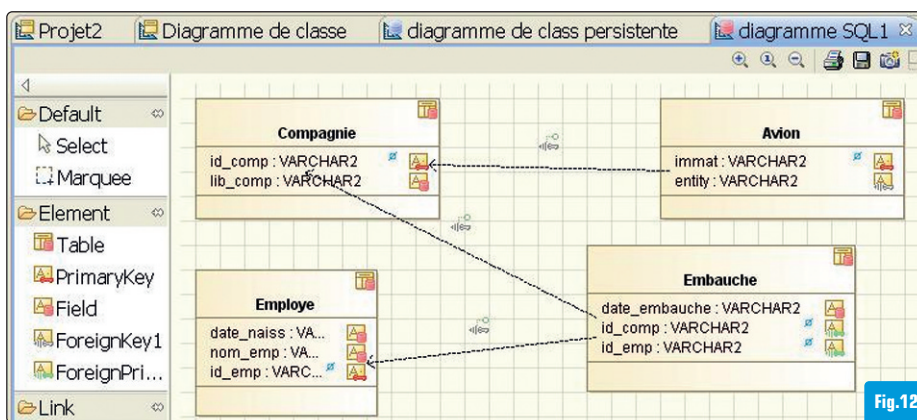 Projet2
Diagramme de classe
diagramme de class persistente
diagramme SQL1
Default
Select
Marquee
Element
Table
PrimaryKey
Field
ForeignKey1
ForeignPri...
Link
Compagnie
id_comp : VARCHAR2
lib_comp : VARCHAR2
Avion
immat : VARCHAR2
entity : VARCHAR2
Employe
date_naiss : VA...
nom_emp : VA...
id_emp : VARC...
Embauche
date_embauche : VARCHAR2
id_comp : VARCHAR2
id_emp : VARCHAR2
Fig.12